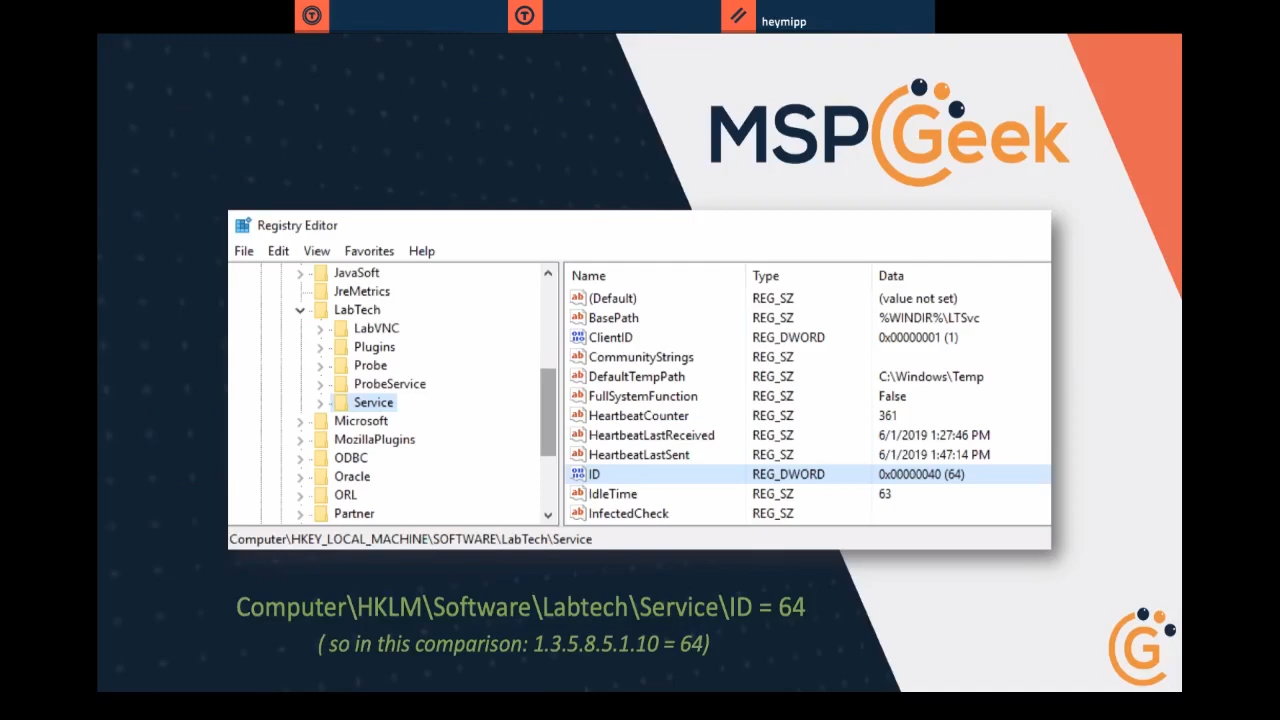 heymipp
MSPGeek
Registry Editor
File Edit View Favorites Help
JavaSoft
JreMetrics
LabTech
LabVNC
Plugins
Probe
ProbeService
Service
Microsoft
MozillaPlugins
ODBC
Oracle
ORL
Partner
Name Type Data
(Default) REG_SZ (value not set)
BasePath REG_SZ %WINDIR%\LTSvc
ClientID REG_DWORD 0x00000001 (1)
CommunityStrings REG_SZ
DefaultTempPath REG_SZ C:\Windows\Temp
FullSystemFunction REG_SZ False
HeartbeatCounter REG_SZ 361
HeartbeatLastReceived REG_SZ 6/1/2019 1:27:46 PM
HeartbeatLastSent REG_SZ 6/1/2019 1:47:14 PM
ID REG_DWORD 0x00000040 (64)
IdleTime REG_SZ 63
InfectedCheck REG_SZ
Computer\HKEY_LOCAL_MACHINE\SOFTWARE\LabTech\Service
Computer\HKLM\Software\Labtech\Service\ID = 64
( so in this comparison: 1.3.5.8.5.1.10 = 64)
G